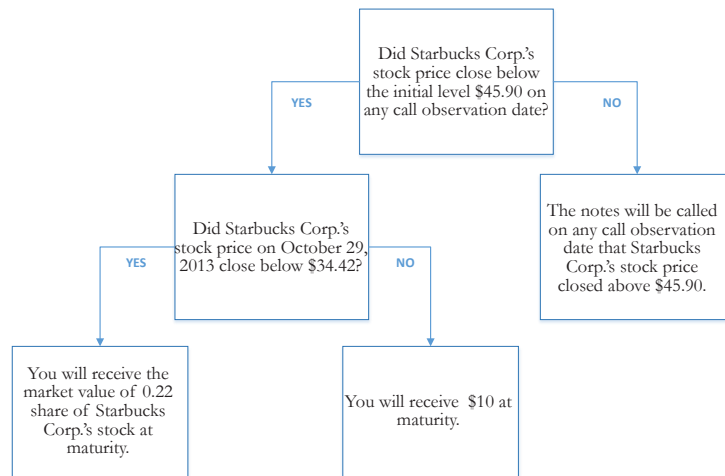 Did Starbucks Corp.'s
stock price close below
the initial level $45.90 on
any call observation date?
YES
NO
Did Starbucks Corp.'s
stock price on October 29,
2013 close below $34.42?
The notes will be called
on any call observation
date that Starbucks
Corp.'s stock price
closed above $45.90.
YES
NO
You will receive the
market value of 0.22
share of Starbucks
Corp.'s stock at
maturity.
You will receive $10 at
maturity.